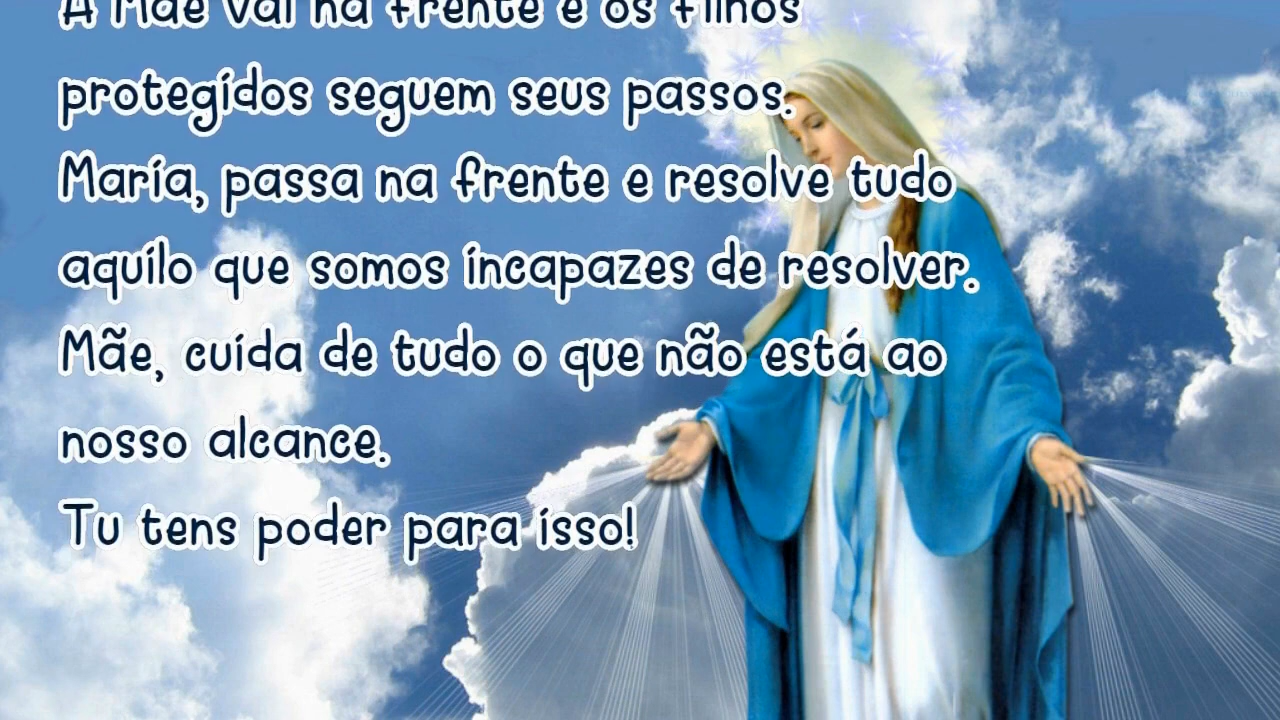 A Mãe vai na frente e os filhos
protegidos seguem seus passos.
Maria, passa na frente e resolve tudo
aquilo que somos incapazes de resolver.
Mãe, cuida de tudo o que não está ao
nosso alcance.
Tu tens poder para isso!